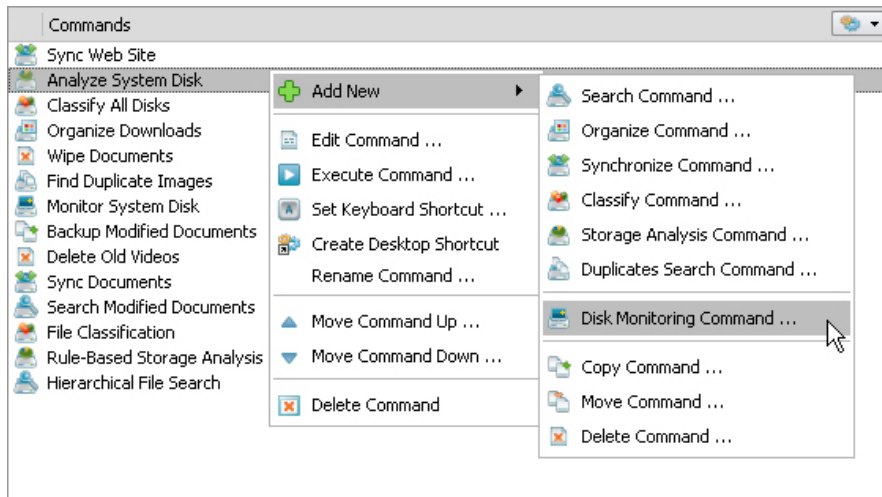 Commands
Sync Web Site
Analyze System Disk
Classify All Disks
Organize Downloads
Wipe Documents
Find Duplicate Images
Monitor System Disk
Backup Modified Documents
Delete Old Videos
Sync Documents
Search Modified Documents
File Classification
Rule-Based Storage Analysis
Hierarchical File Search
Add New
Edit Command ...
Execute Command ...
Set Keyboard Shortcut ...
Create Desktop Shortcut
Rename Command ...
Move Command Up ...
Move Command Down ...
Delete Command
Search Command ...
Organize Command ...
Synchronize Command ...
Classify Command ...
Storage Analysis Command ...
Duplicates Search Command ...
Disk Monitoring Command ...
Copy Command ...
Move Command ...
Delete Command ...